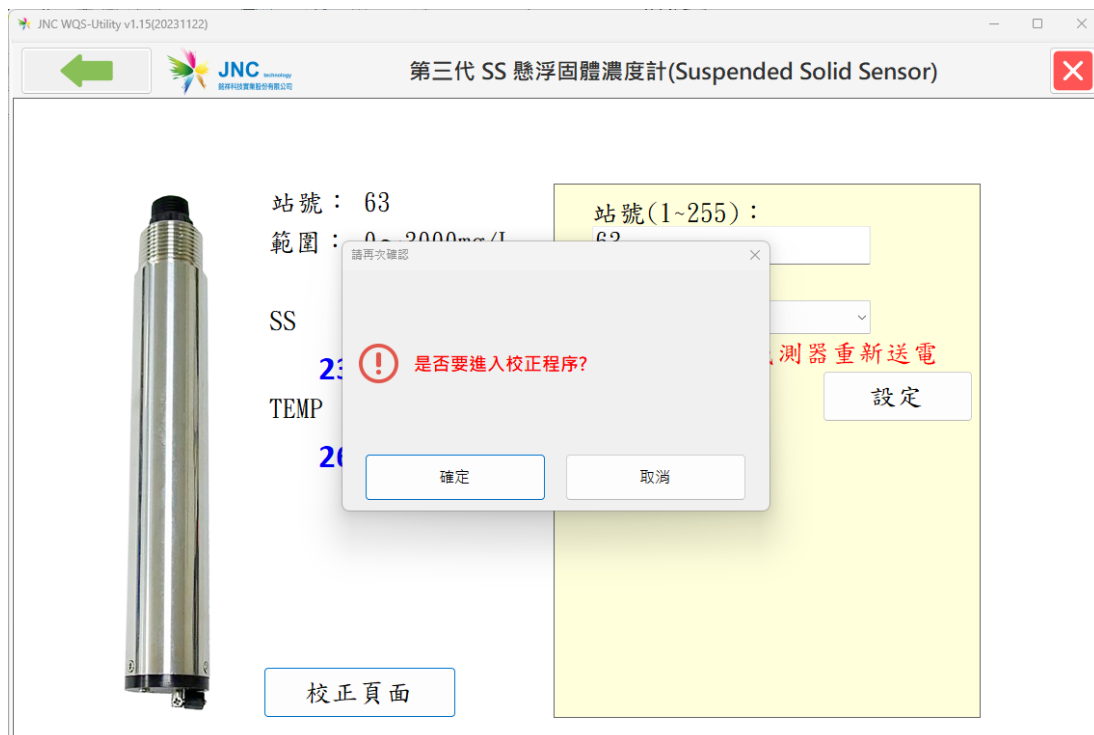 JNC WQS-Utility v1.15(20231122)
JNC technology
銘祥科技實業股份有限公司
第三代 SS 懸浮固體濃度計(Suspended Solid Sensor)
站號： 63
範圍： 0~3000mg/L
站號(1~255)：
63
請再次確認
SS
是否要進入校正程序?
測器重新送電
設定
TEMP
確定
取消
校正頁面